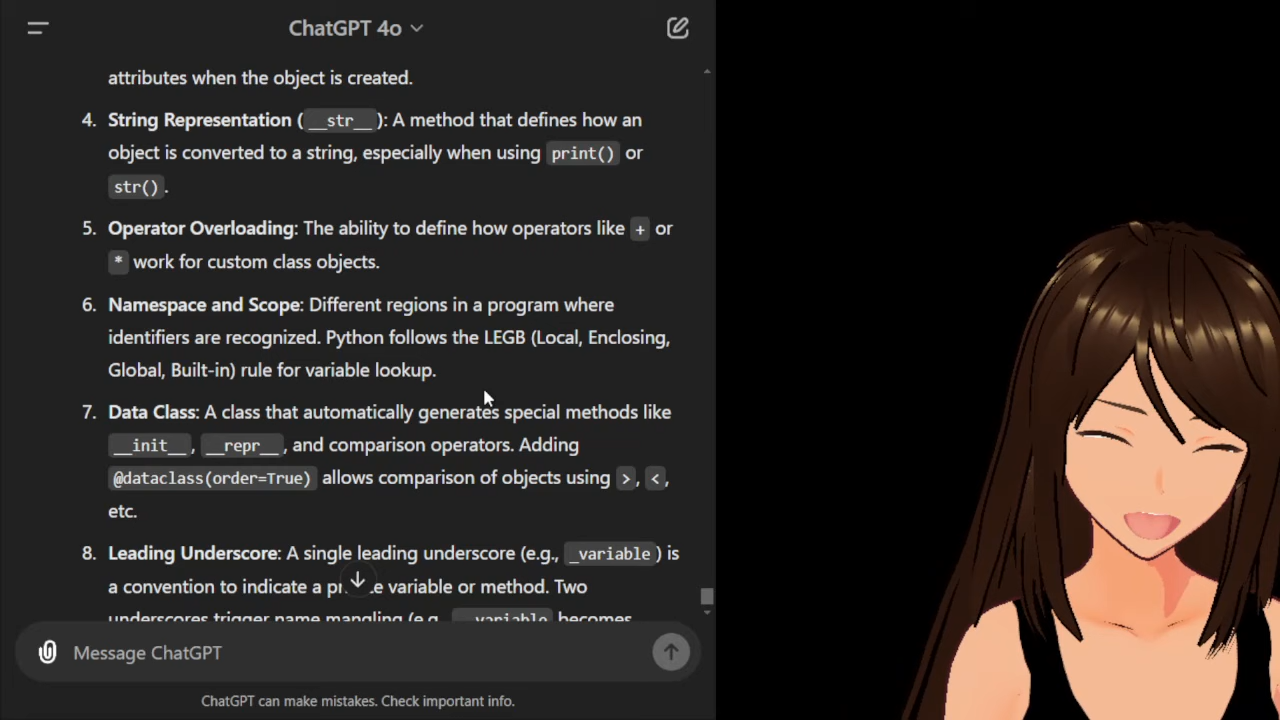 ChatGPT 4o
attributes when the object is created.
4. String Representation ( __str__ ): A method that defines how an
object is converted to a string, especially when using print() or
str() .
5. Operator Overloading: The ability to define how operators like + or
* work for custom class objects.
6. Namespace and Scope: Different regions in a program where
identifiers are recognized. Python follows the LEGB (Local, Enclosing,
Global, Built-in) rule for variable lookup.
7. Data Class: A class that automatically generates special methods like
__init__ , __repr__ , and comparison operators. Adding
@dataclass(order=True) allows comparison of objects using > , < ,
etc.
8. Leading Underscore: A single leading underscore (e.g., _variable ) is
a convention to indicate a variable or method. Two
underscores trigger name mangling (e.g., variable becomes
Message ChatGPT
ChatGPT can make mistakes. Check important info.